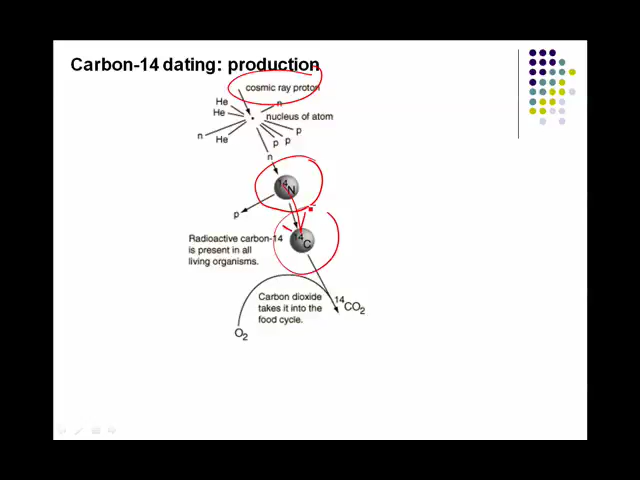 Carbon-14 dating: production
cosmic ray proton
He
n
He
nucleus of atom
n
He
p
p
p
n
14N
p
Radioactive carbon-14
is present in all
living organisms.
14C
Carbon dioxide
takes it into the
food cycle.
14CO2
O2